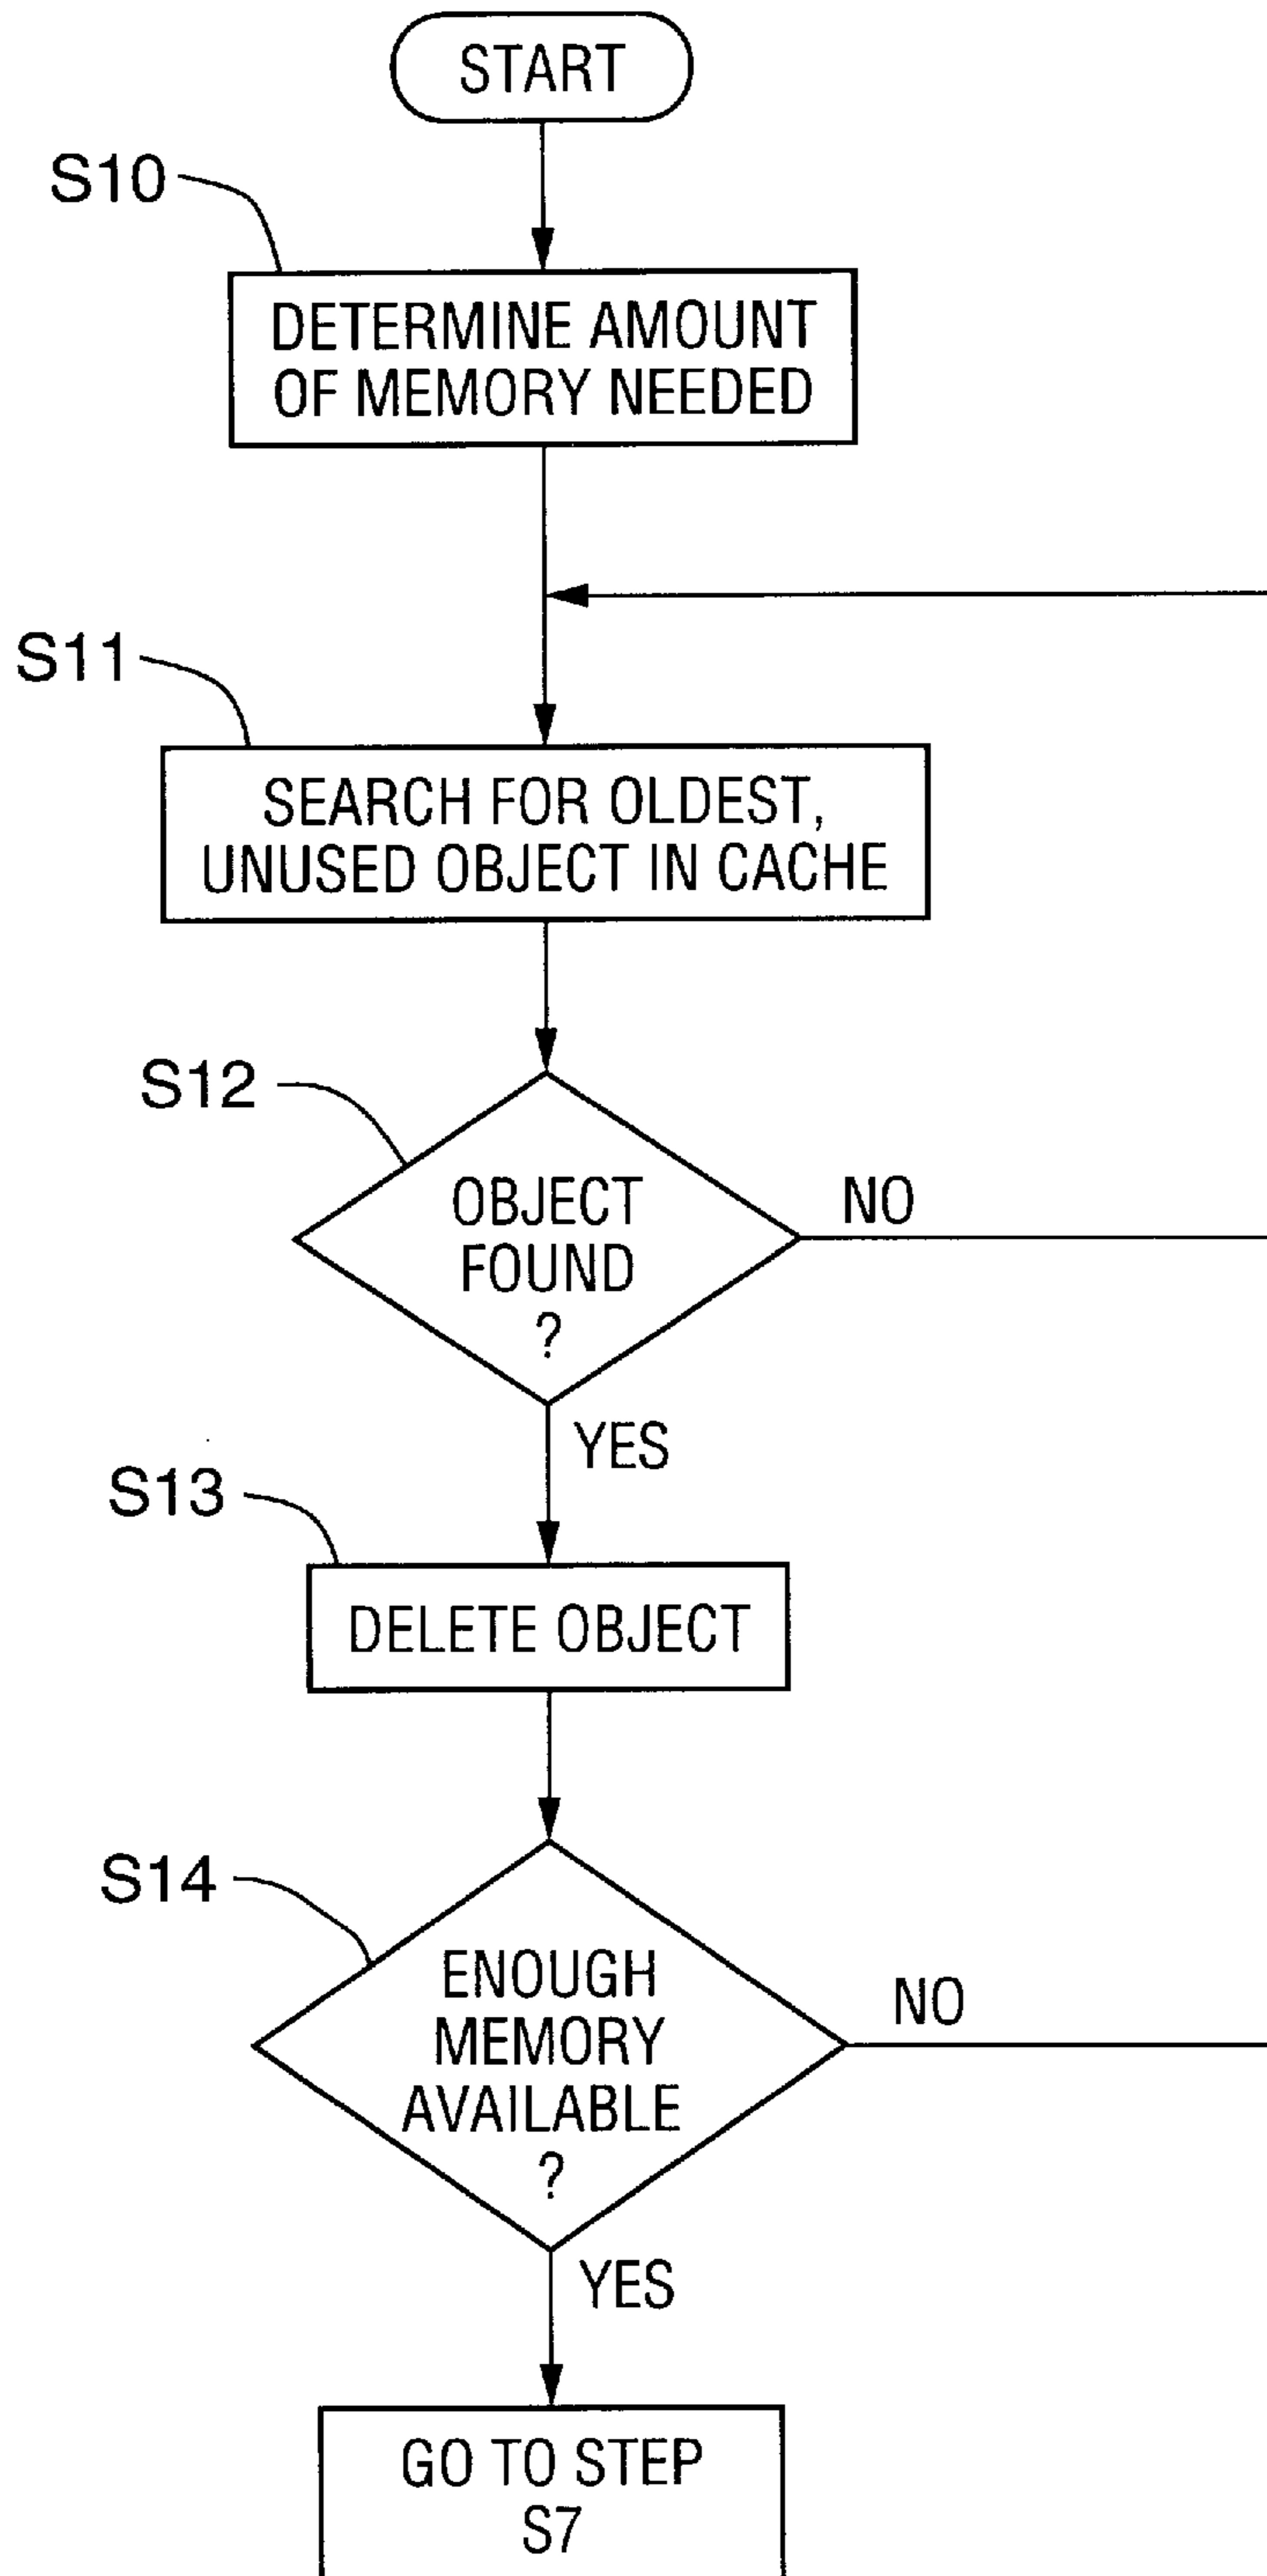 START
S10
DETERMINE AMOUNT
OF MEMORY NEEDED
S11
SEARCH FOR OLDEST,
UNUSED OBJECT IN CACHE
S12
OBJECT
FOUND
?
NO
YES
S13
DELETE OBJECT
S14
ENOUGH
MEMORY
AVAILABLE
?
NO
YES
GO TO STEP
S7